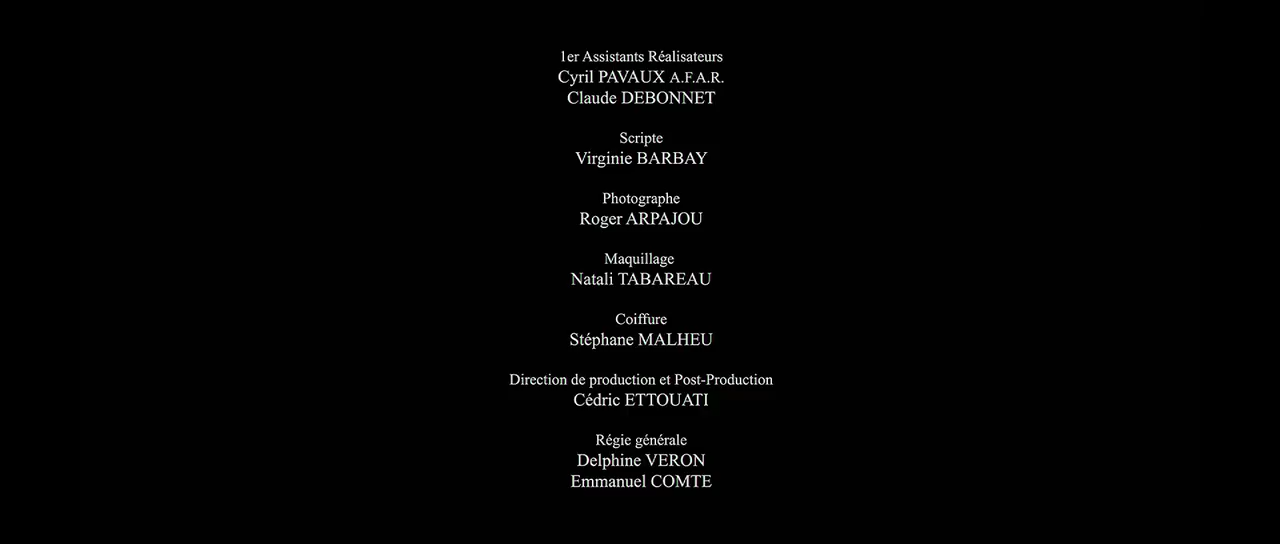 1er Assistants Réalisateurs
Cyril PAVAUX A.F.A.R.
Claude DEBONNET
Scripte
Virginie BARBAY
Photographe
Roger ARPAJOU
Maquillage
Natali TABAREAU
Coiffure
Stéphane MALHEU
Direction de production et Post-Production
Cédric ETTOUATI
Régie générale
Delphine VERON
Emmanuel COMTE